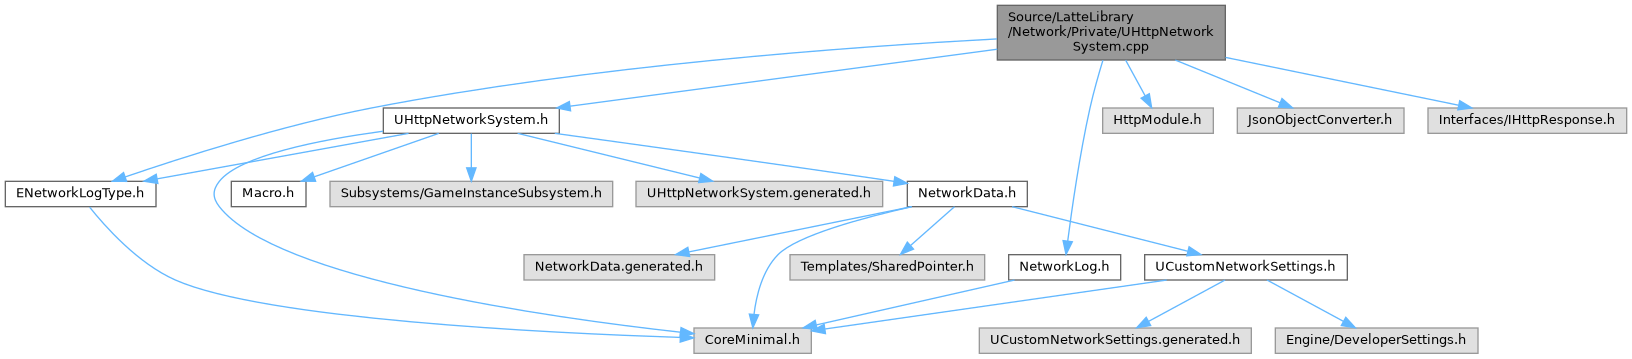 Source/LatteLibrary
/Network/Private/UHttpNetwork
System.cpp
UHttpNetworkSystem.h
HttpModule.h
JsonObjectConverter.h
Interfaces/IHttpResponse.h
ENetworkLogType.h
Macro.h
Subsystems/GameInstanceSubsystem.h
UHttpNetworkSystem.generated.h
NetworkData.h
NetworkData.generated.h
Templates/SharedPointer.h
NetworkLog.h
UCustomNetworkSettings.h
CoreMinimal.h
UCustomNetworkSettings.generated.h
Engine/DeveloperSettings.h